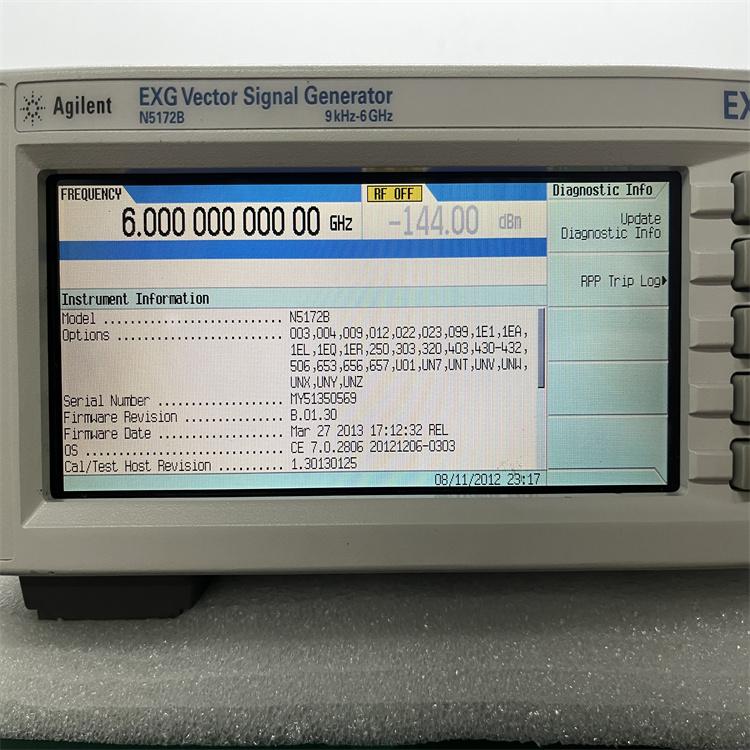 Agilent
EXG Vector Signal Generator
N5172B 9 kHz-6 GHz
EX
FREQUENCY
6.000 000 000 00 GHz
RF OFF
-144.00 dBm
Diagnostic Info
Update
Diagnostic Info
RPP Trip Log
Instrument Information
Model ........................... N5172B
Options ......................... 003,004,009,012,022,023,099,1E1,1EA,
1EL,1EQ,1ER,250,303,320,403,430-432,
506,653,656,657,U01,UN7,UNT,UNV,UNW,
UNX,UNY,UNZ
Serial Number ................... MY51350569
Firmware Revision ............... B.01.30
Firmware Date ................... Mar 27 2013 17:12:32 REL
OS .............................. CE 7.0.2806 20121206-0303
Cal/Test Host Revision .......... 1.30130125
08/11/2012 23:17